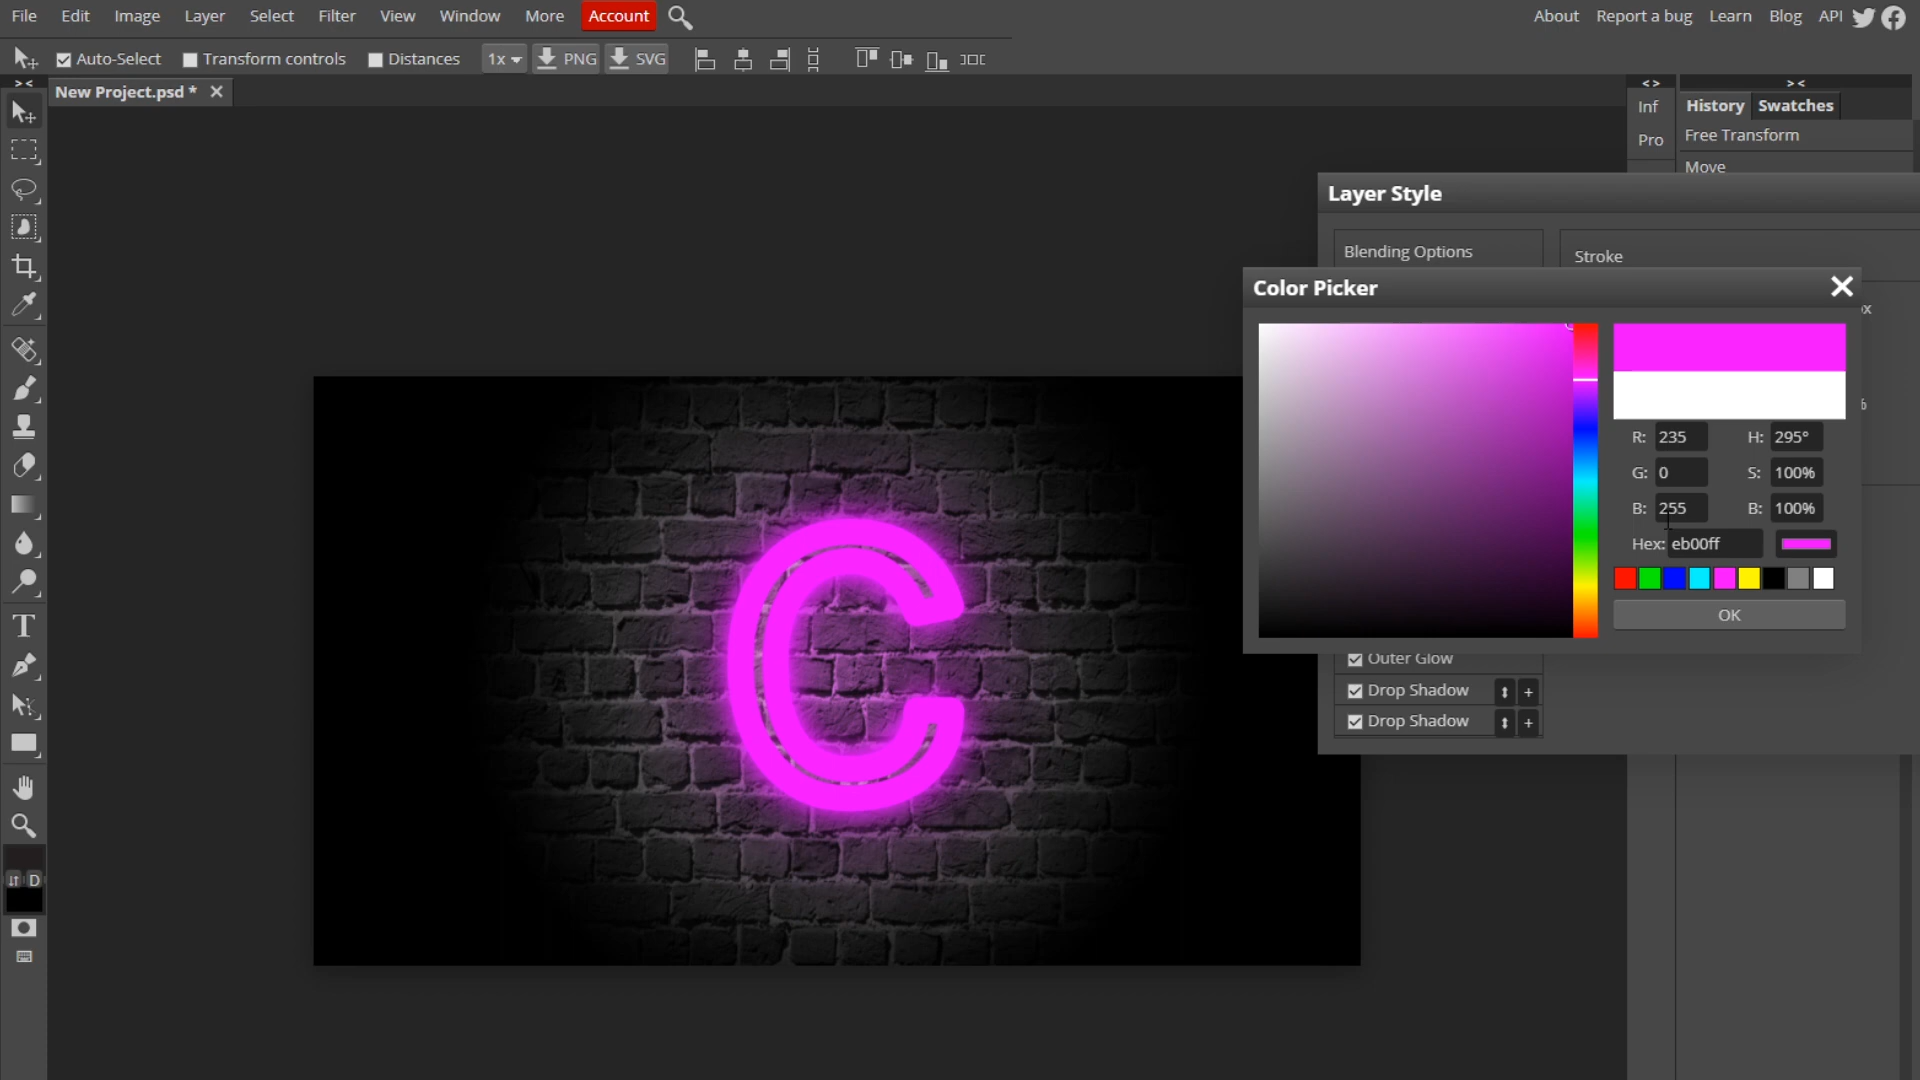 File Edit Image Layer Select Filter View Window More Account About Report a bug Learn Blog API
Auto-Select Transform controls Distances 1x PNG SVG
> < < > > <
New Project.psd * Inf History Swatches
Pro Free Transform
Move
Layer Style
Blending Options Stroke
Color Picker
x
%
R: 235 H: 295°
G: 0 S: 100%
B: 255 B: 100%
Hex: eb00ff
OK
C
Outer Glow
Drop Shadow +
Drop Shadow +
T
D